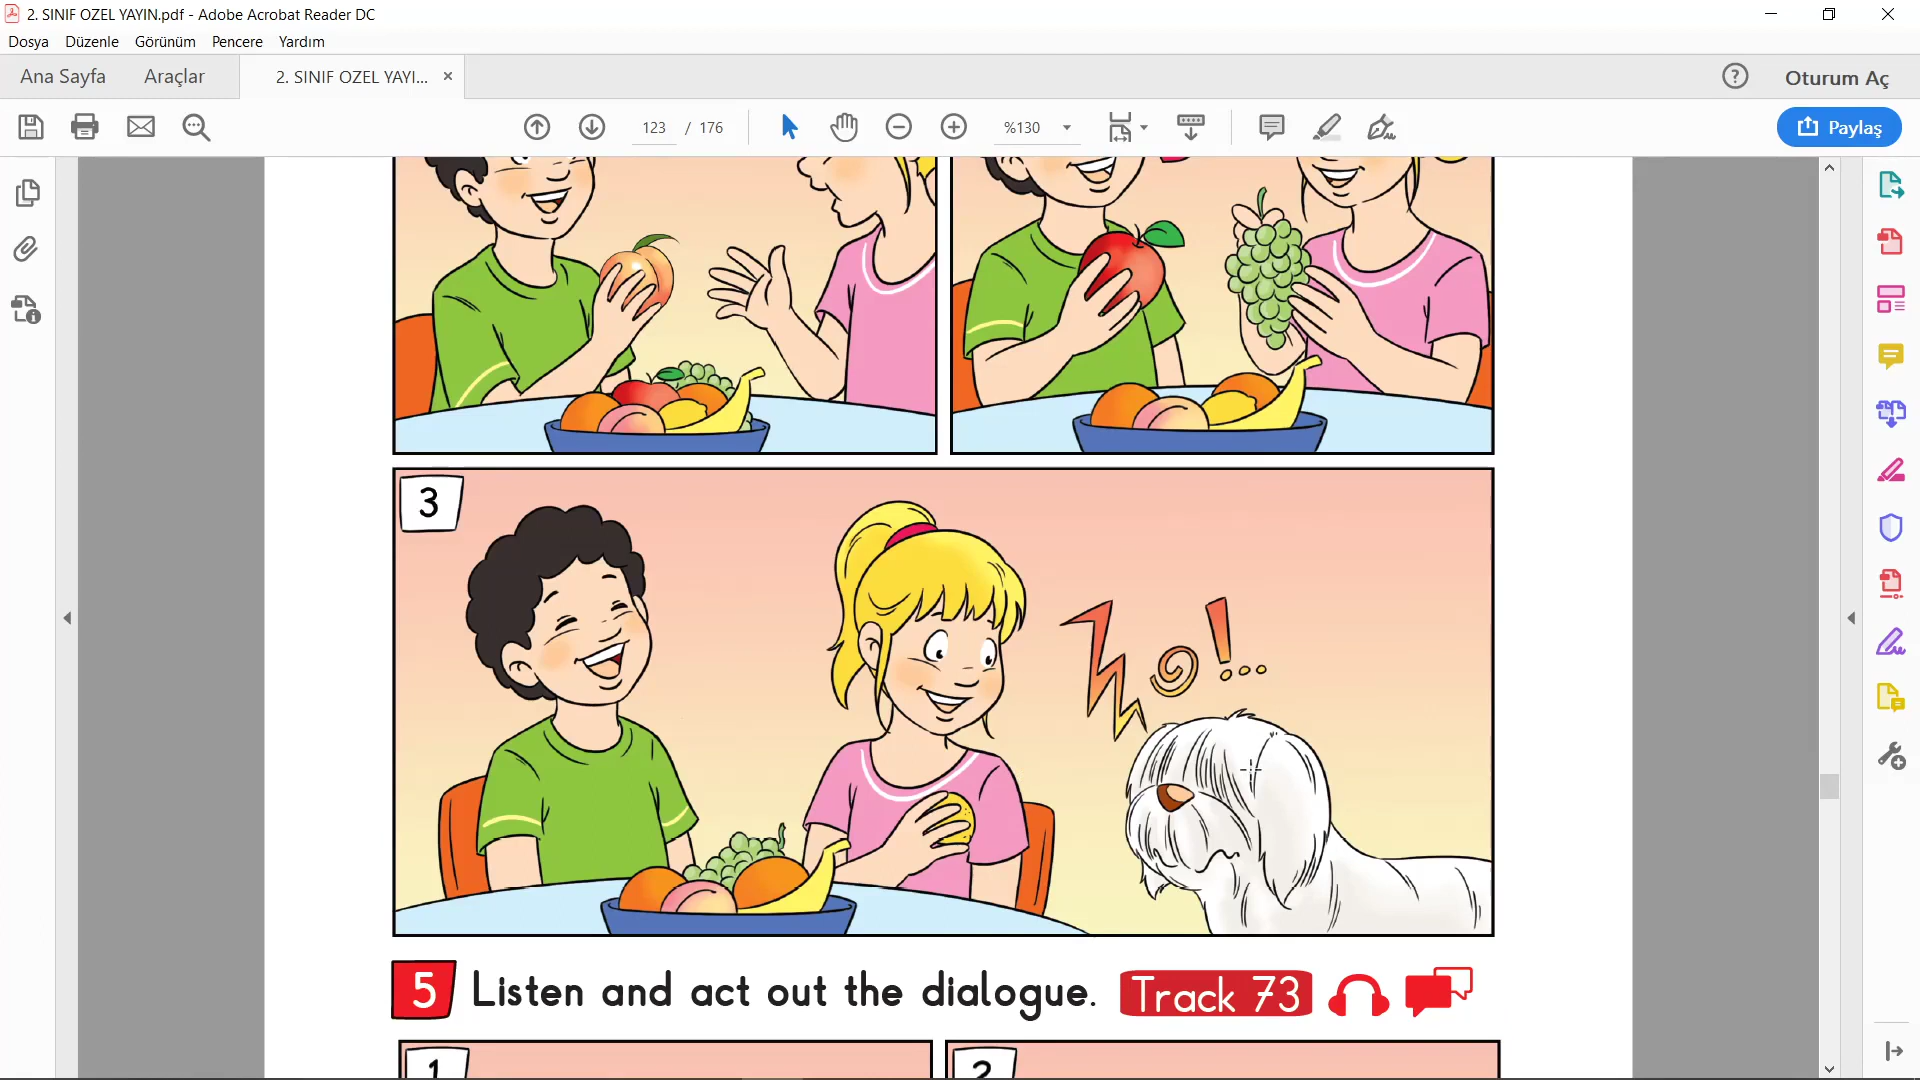 2. SINIF OZEL YAYIN.pdf - Adobe Acrobat Reader DC
Dosya Düzenle Görünüm Pencere Yardım
Ana Sayfa Araçlar 2. SINIF OZEL YAYI... Oturum Aç
123 / 176 %130 Paylaş
3
5 Listen and act out the dialogue. Track 73
1 2